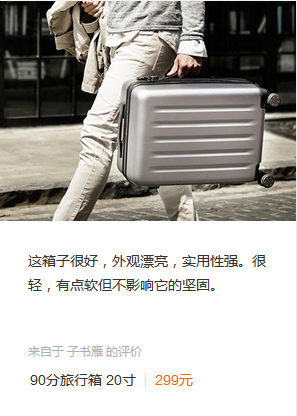 这箱子很好，外观漂亮，实用性强。很
轻，有点软但不影响它的坚固。
来自于 子书雁 的评价
90分旅行箱 20寸 | 299元